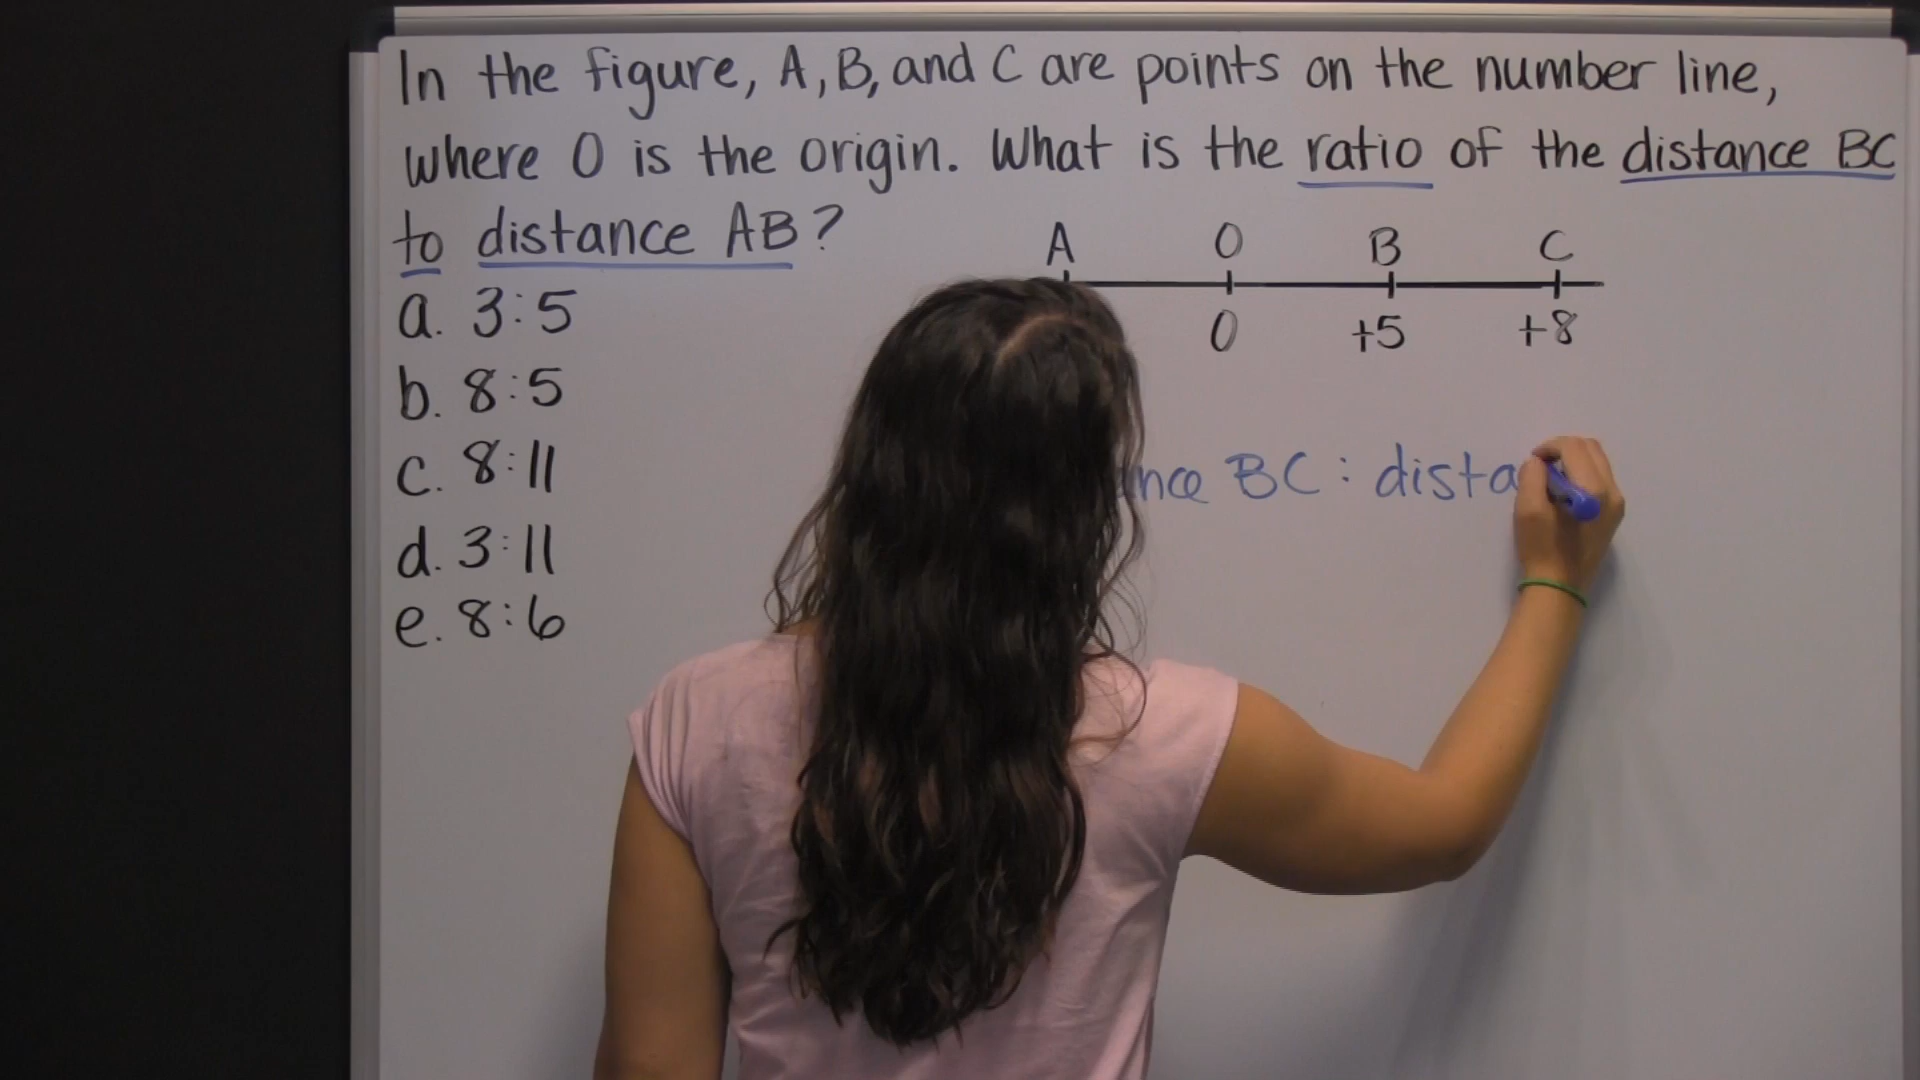 In the figure, A, B, and C are points on the number line,
where O is the origin. What is the ratio of the distance BC
to distance AB?
A O B C
0 +5 +8
a. 3:5
b. 8:5
c. 8:11
d. 3:11
e. 8:6
BC: